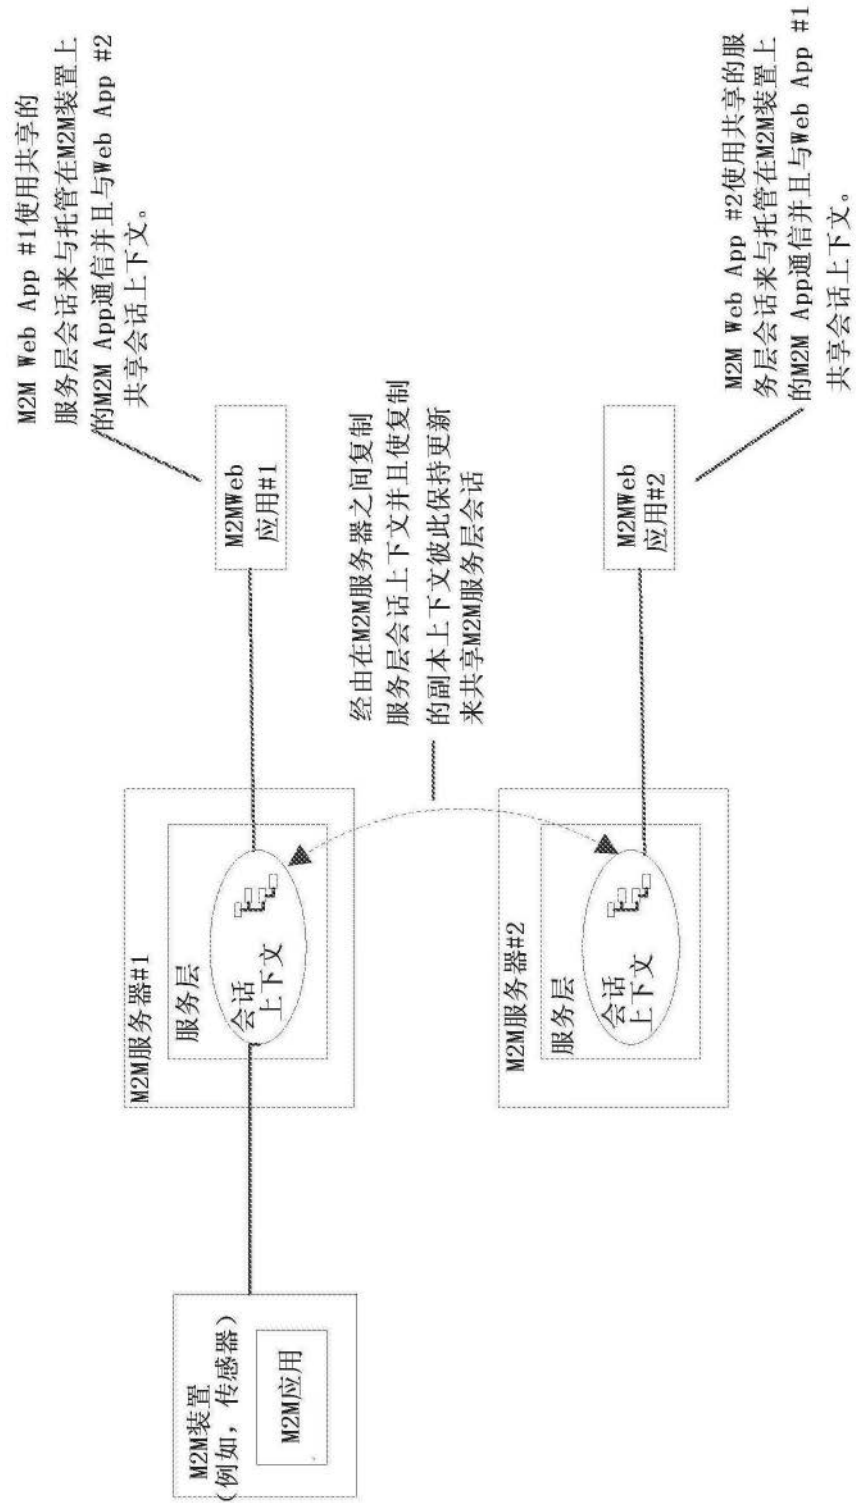 M2M装置
(例如，传感器)
M2M应用
M2M服务器#1
服务层
会话
上下文
M2MWeb
应用#1
M2M Web App #1使用共享的
服务层会话来与托管在M2M装置上
的M2M App通信并且与Web App #2
共享会话上下文。
经由在M2M服务器之间复制
服务层会话上下文并且使复制
的副本上下文彼此保持更新
来共享M2M服务层会话
M2M服务器#2
服务层
会话
上下文
M2MWeb
应用#2
M2M Web App #2使用共享的服
务层会话来与托管在M2M装置上
的M2M App通信并且与Web App #1
共享会话上下文。